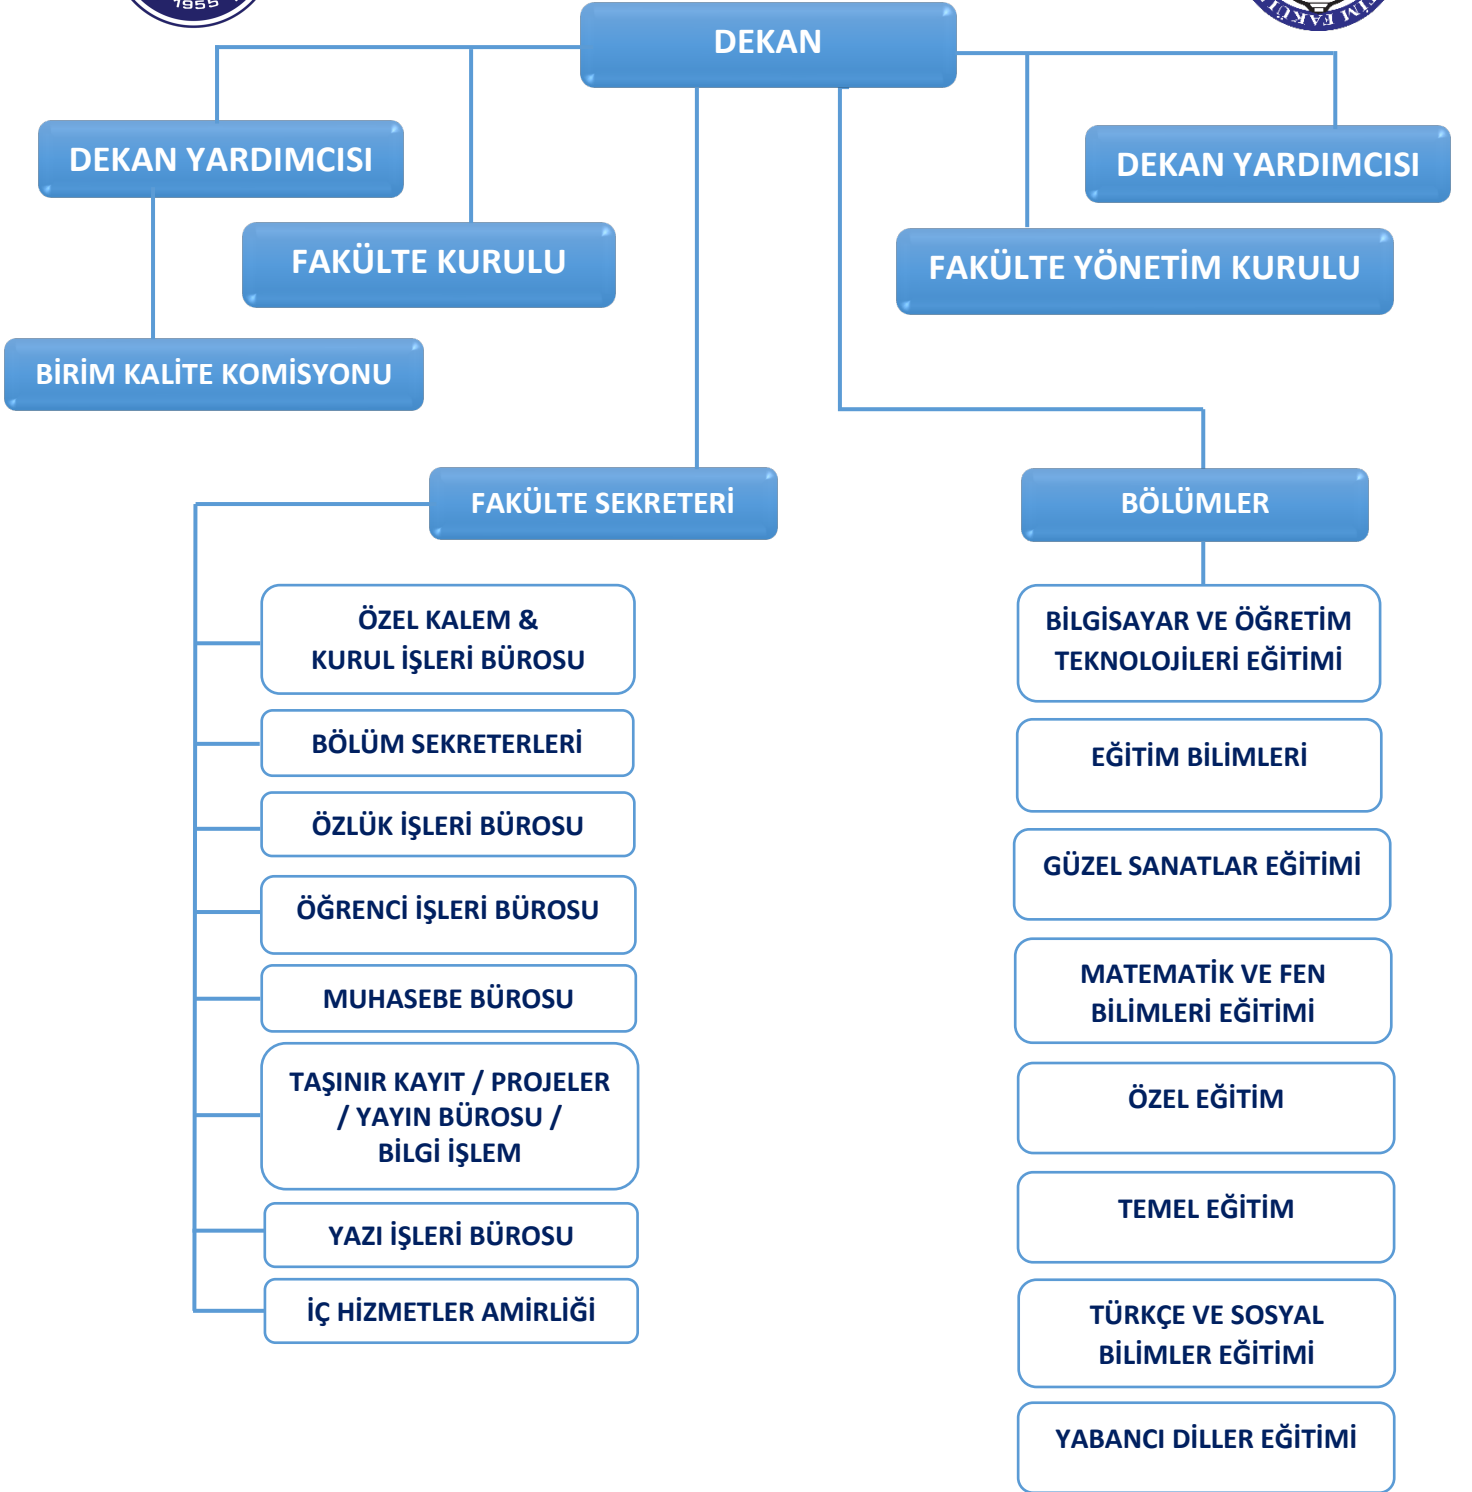 1955
TİM FAKÜL
DEKAN
DEKAN YARDIMCISI
DEKAN YARDIMCISI
FAKÜLTE KURULU
FAKÜLTE YÖNETİM KURULU
BİRİM KALİTE KOMİSYONU
FAKÜLTE SEKRETERİ
ÖZEL KALEM &
KURUL İŞLERİ BÜROSU
BÖLÜM SEKRETERLERİ
ÖZLÜK İŞLERİ BÜROSU
ÖĞRENCİ İŞLERİ BÜROSU
MUHASEBE BÜROSU
TAŞINIR KAYIT / PROJELER
/ YAYIN BÜROSU /
BİLGİ İŞLEM
YAZI İŞLERİ BÜROSU
İÇ HİZMETLER AMİRLİĞİ
BÖLÜMLER
BİLGİSAYAR VE ÖĞRETİM
TEKNOLOJİLERİ EĞİTİMİ
EĞİTİM BİLİMLERİ
GÜZEL SANATLAR EĞİTİMİ
MATEMATİK VE FEN
BİLİMLERİ EĞİTİMİ
ÖZEL EĞİTİM
TEMEL EĞİTİM
TÜRKÇE VE SOSYAL
BİLİMLER EĞİTİMİ
YABANCI DİLLER EĞİTİMİ